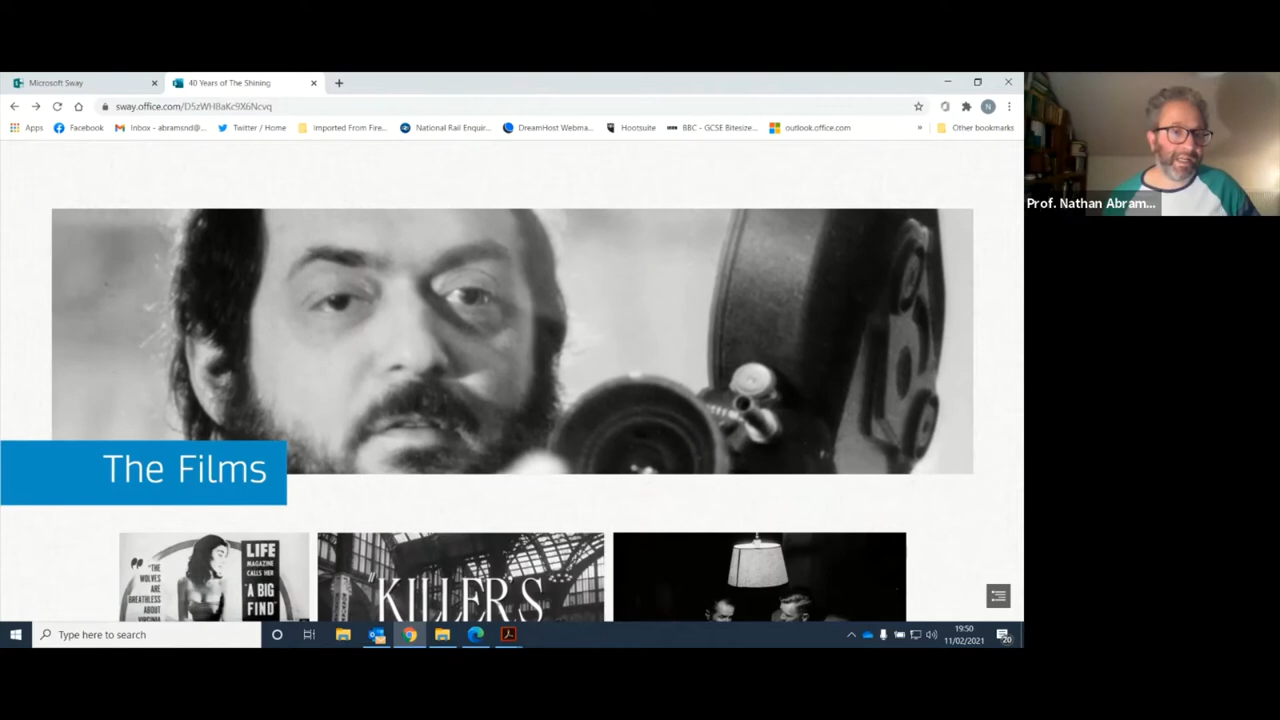 Microsoft Sway
40 Years of The Shining
sway.office.com/D5zWHBaKc9X6Ncvq
Apps Facebook Inbox - abramsnd@... Twitter / Home Imported From Fire... National Rail Enquir... DreamHost Webma... Hootsuite BBC - GCSE Bitesize... outlook.office.com » Other bookmarks
N
Prof. Nathan Abram...
The Films
"THE
WOLVES
ARE
BREATHLESS
ABOUT
VIRGINIA
LIFE
MAGAZINE
CALLS HER
'A BIG
FIND'
"KILLER'S
Type here to search
19:50
11/02/2021
20